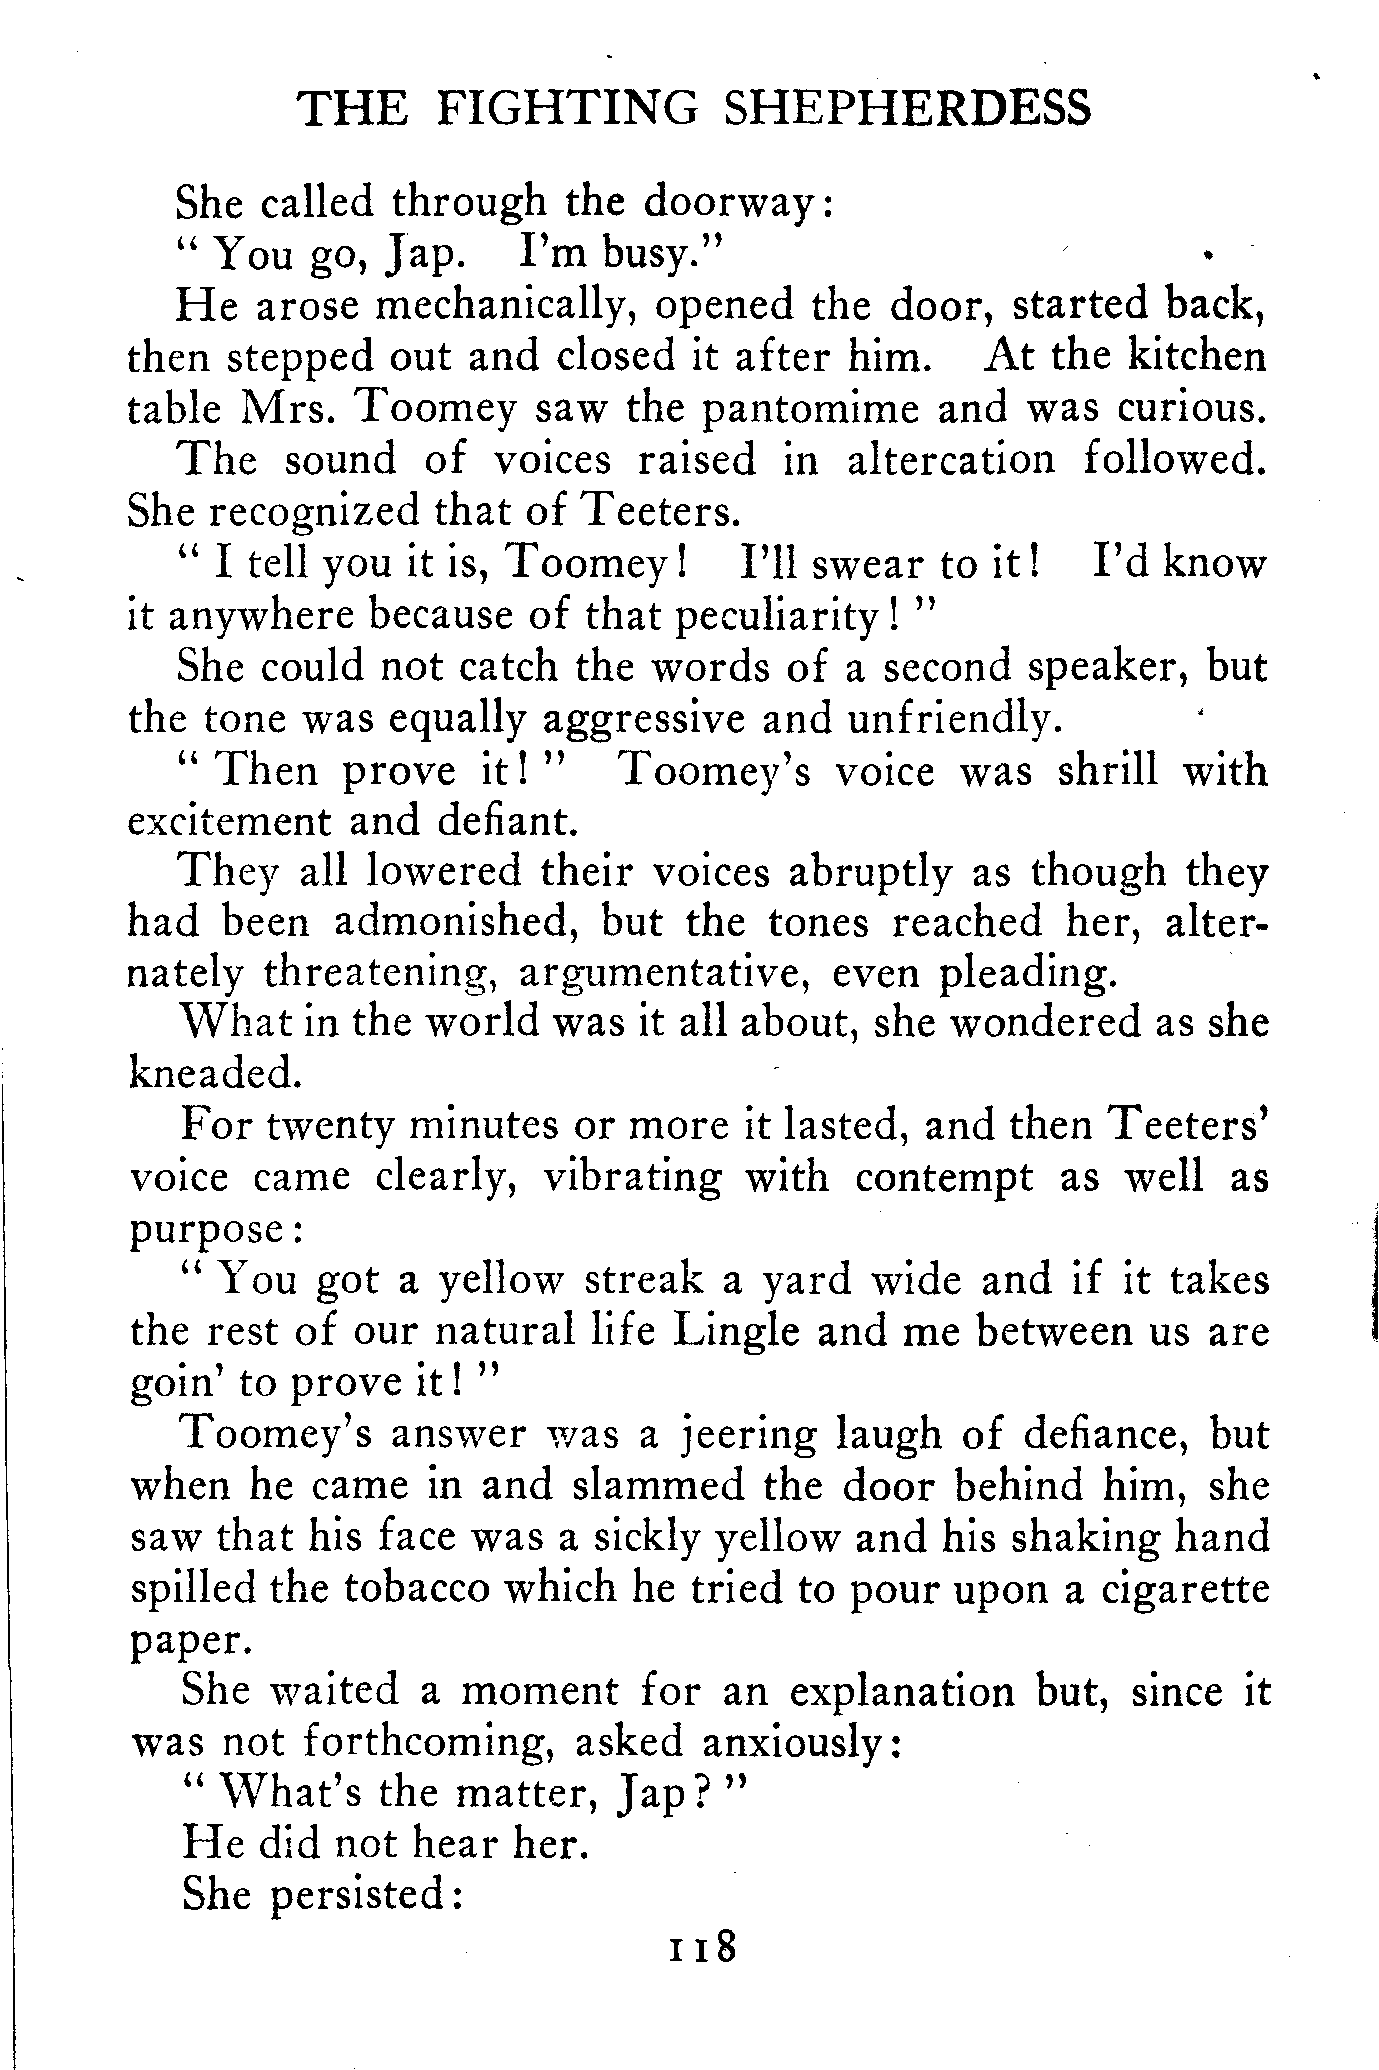 THE FIGHTING SHEPHERDESS
She called through the doorway:
“ You go, Jap. I’m busy.”
He arose mechanically, opened the door, started back,
then stepped out and closed it after him. At the kitchen
table Mrs. Toomey saw the pantomime and was curious.
The sound of voices raised in altercation followed.
She recognized that of Teeters.
“ I tell you it is, Toomey! I’ll swear to it! I’d know
it anywhere because of that peculiarity! ”
She could not catch the words of a second speaker, but
the tone was equally aggressive and unfriendly.
“ Then prove it! ” Toomey’s voice was shrill with
excitement and defiant.
They all lowered their voices abruptly as though they
had been admonished, but the tones reached her, alter-
nately threatening, argumentative, even pleading.
What in the world was it all about, she wondered as she
kneaded.
For twenty minutes or more it lasted, and then Teeters’
voice came clearly, vibrating with contempt as well as
purpose:
“ You got a yellow streak a yard wide and if it takes
the rest of our natural life Lingle and me between us are
goin’ to prove it! ”
Toomey’s answer was a jeering laugh of defiance, but
when he came in and slammed the door behind him, she
saw that his face was a sickly yellow and his shaking hand
spilled the tobacco which he tried to pour upon a cigarette
paper.
She waited a moment for an explanation but, since it
was not forthcoming, asked anxiously:
“ What’s the matter, Jap? ”
He did not hear her.
She persisted:
118